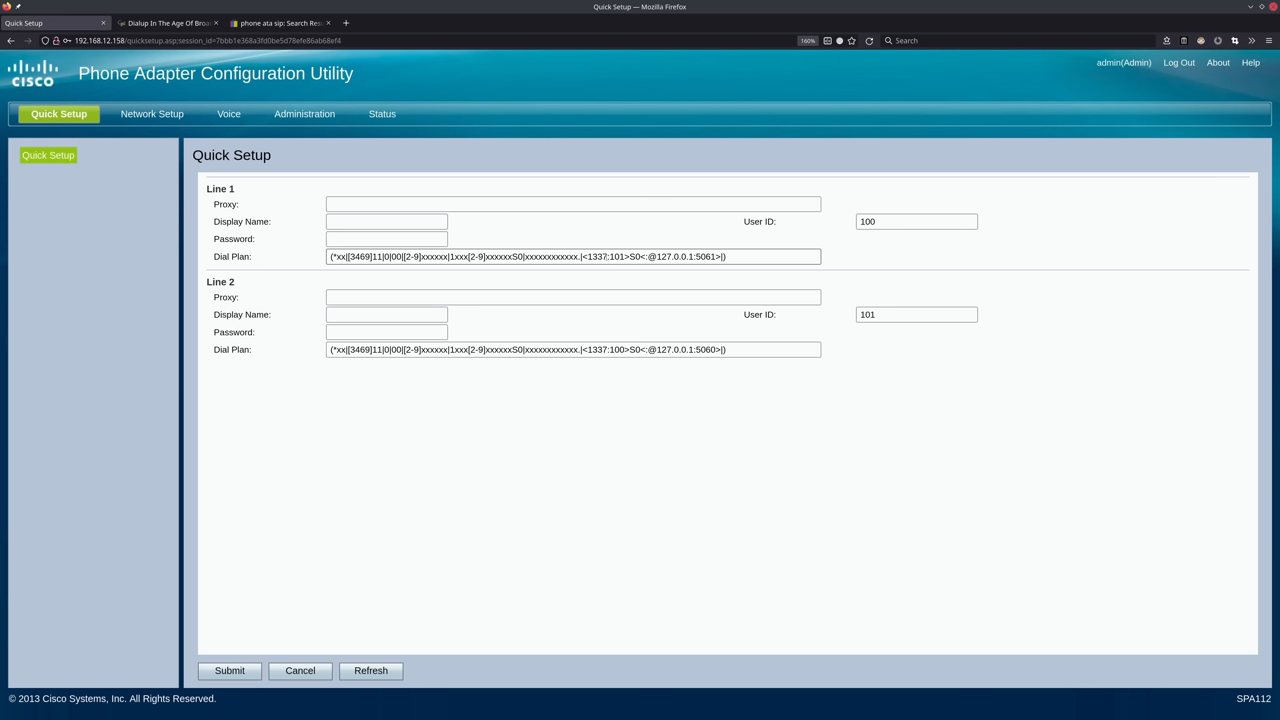 Quick Setup — Mozilla Firefox
Quick Setup
Dialup In The Age Of Broa
phone ata sip: Search Res
192.168.12.158/quicksetup.asp;session_id=7bbb1e368a3fd0be5d78efe86ab68ef4
160%
Search
CISCO
Phone Adapter Configuration Utility
admin(Admin) Log Out About Help
Quick Setup Network Setup Voice Administration Status
Quick Setup
Quick Setup
Line 1
Proxy:
Display Name: User ID: 100
Password:
Dial Plan: (*xx|[3469]11|0|00|[2-9]xxxxxx|1xxx[2-9]xxxxxxS0|xxxxxxxxxxxx.|<1337:101>S0<:@127.0.0.1:5061>|)
Line 2
Proxy:
Display Name: User ID: 101
Password:
Dial Plan: (*xx|[3469]11|0|00|[2-9]xxxxxx|1xxx[2-9]xxxxxxS0|xxxxxxxxxxxx.|<1337:100>S0<:@127.0.0.1:5060>|)
Submit Cancel Refresh
© 2013 Cisco Systems, Inc. All Rights Reserved.
SPA112